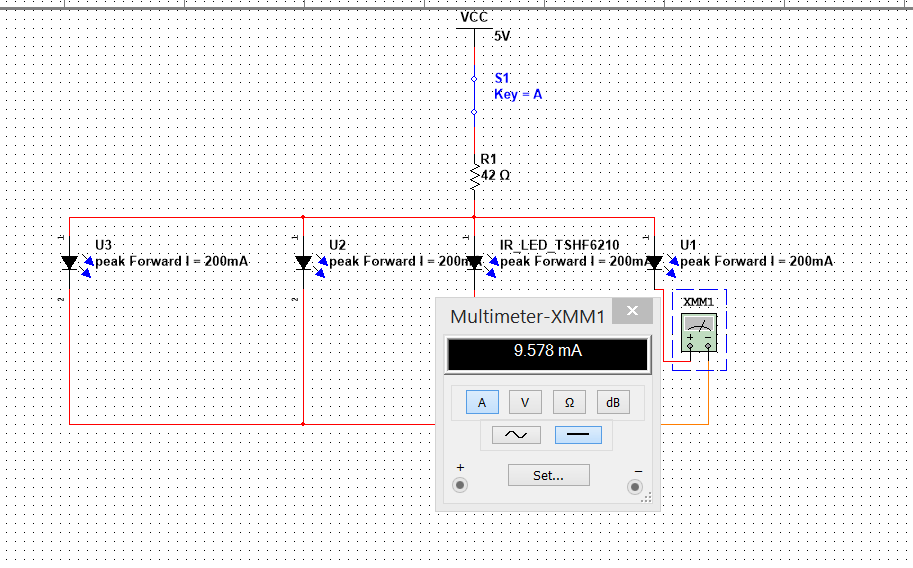 VCC
5V
S1
Key = A
R1
42 Ω
1
U3
peak Forward I = 200mA
2
1
U2
peak Forward I = 200m
2
1
IR_LED_TSHF6210
peak Forward I = 200mA
1
U1
peak Forward I = 200mA
XMM1
+ −
Multimeter-XMM1
9.578 mA
A V Ω dB
+ Set... −